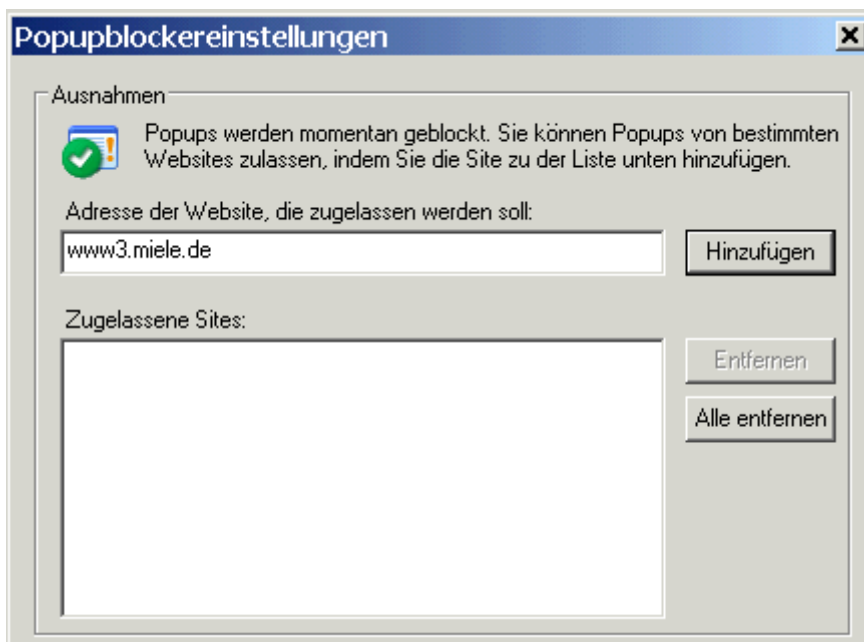 Popupblockereinstellungen
Ausnahmen
Popups werden momentan geblockt. Sie können Popups von bestimmten
Websites zulassen, indem Sie die Site zu der Liste unten hinzufügen.
Adresse der Website, die zugelassen werden soll:
www3.miele.de
Hinzufügen
Zugelassene Sites:
Entfernen
Alle entfernen